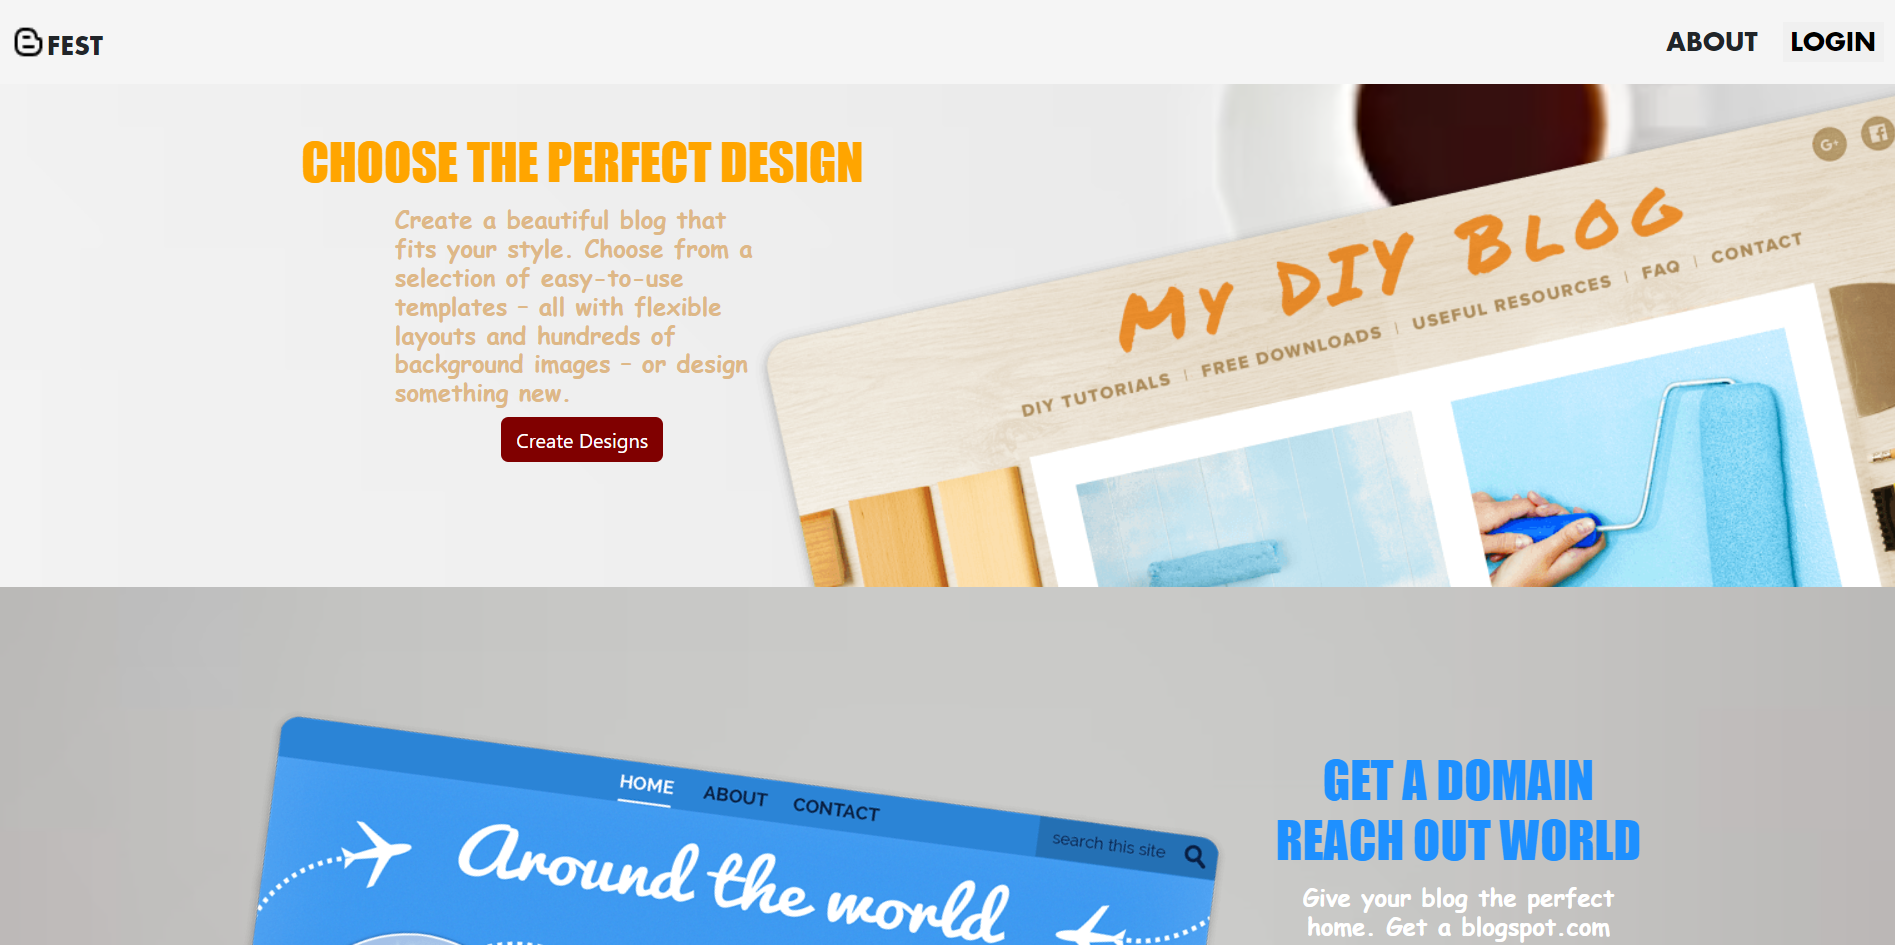 FEST
ABOUT
LOGIN
CHOOSE THE PERFECT DESIGN
Create a beautiful blog that
fits your style. Choose from a
selection of easy-to-use
templates – all with flexible
layouts and hundreds of
background images – or design
something new.
Create Designs
G+
My DIY BLOG
DIY TUTORIALS | FREE DOWNLOADS | USEFUL RESOURCES | FAQ | CONTACT
HOME ABOUT CONTACT
search this site
Around the world
GET A DOMAIN
REACH OUT WORLD
Give your blog the perfect
home. Get a blogspot.com